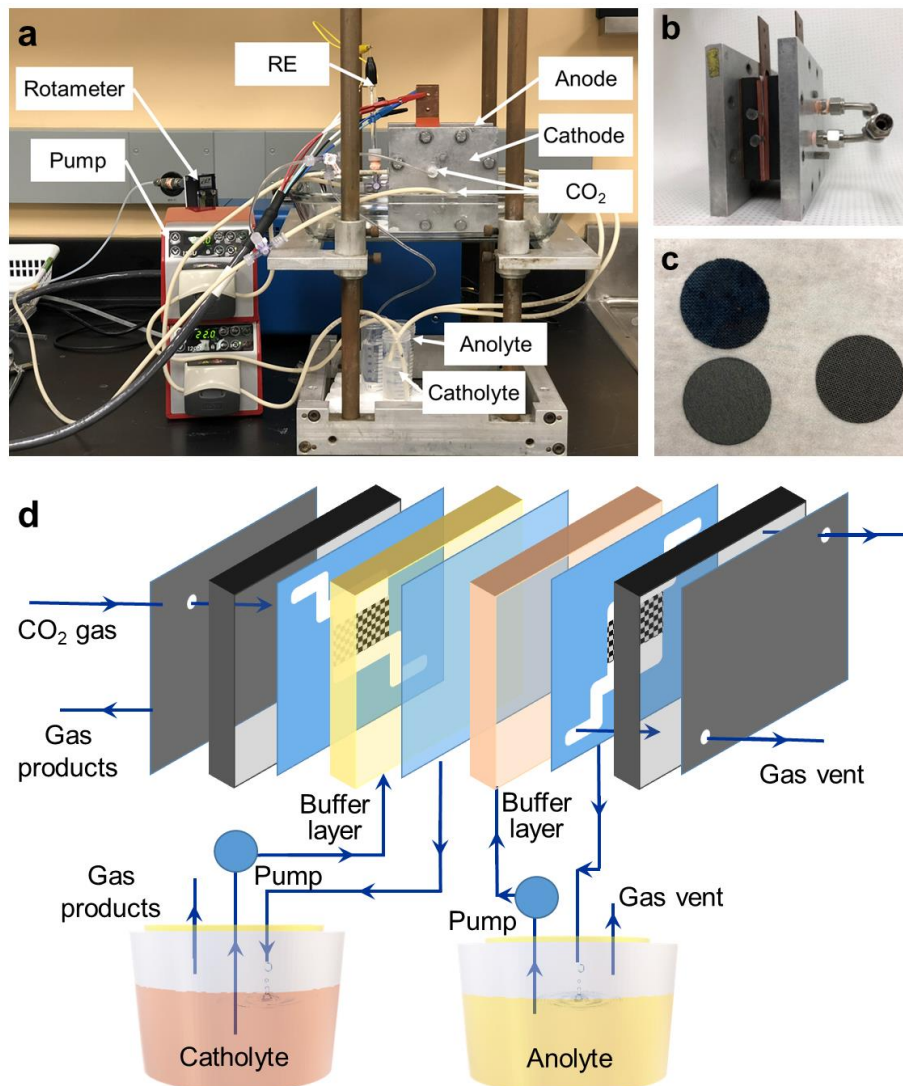 a
RE
Rotameter
Anode
Cathode
Pump
CO2
22.0
Anolyte
Catholyte
b
c
d
CO2 gas
Gas
products
Buffer
layer
Buffer
layer
Gas vent
Gas
products
Pump
Pump
Gas vent
Catholyte
Anolyte